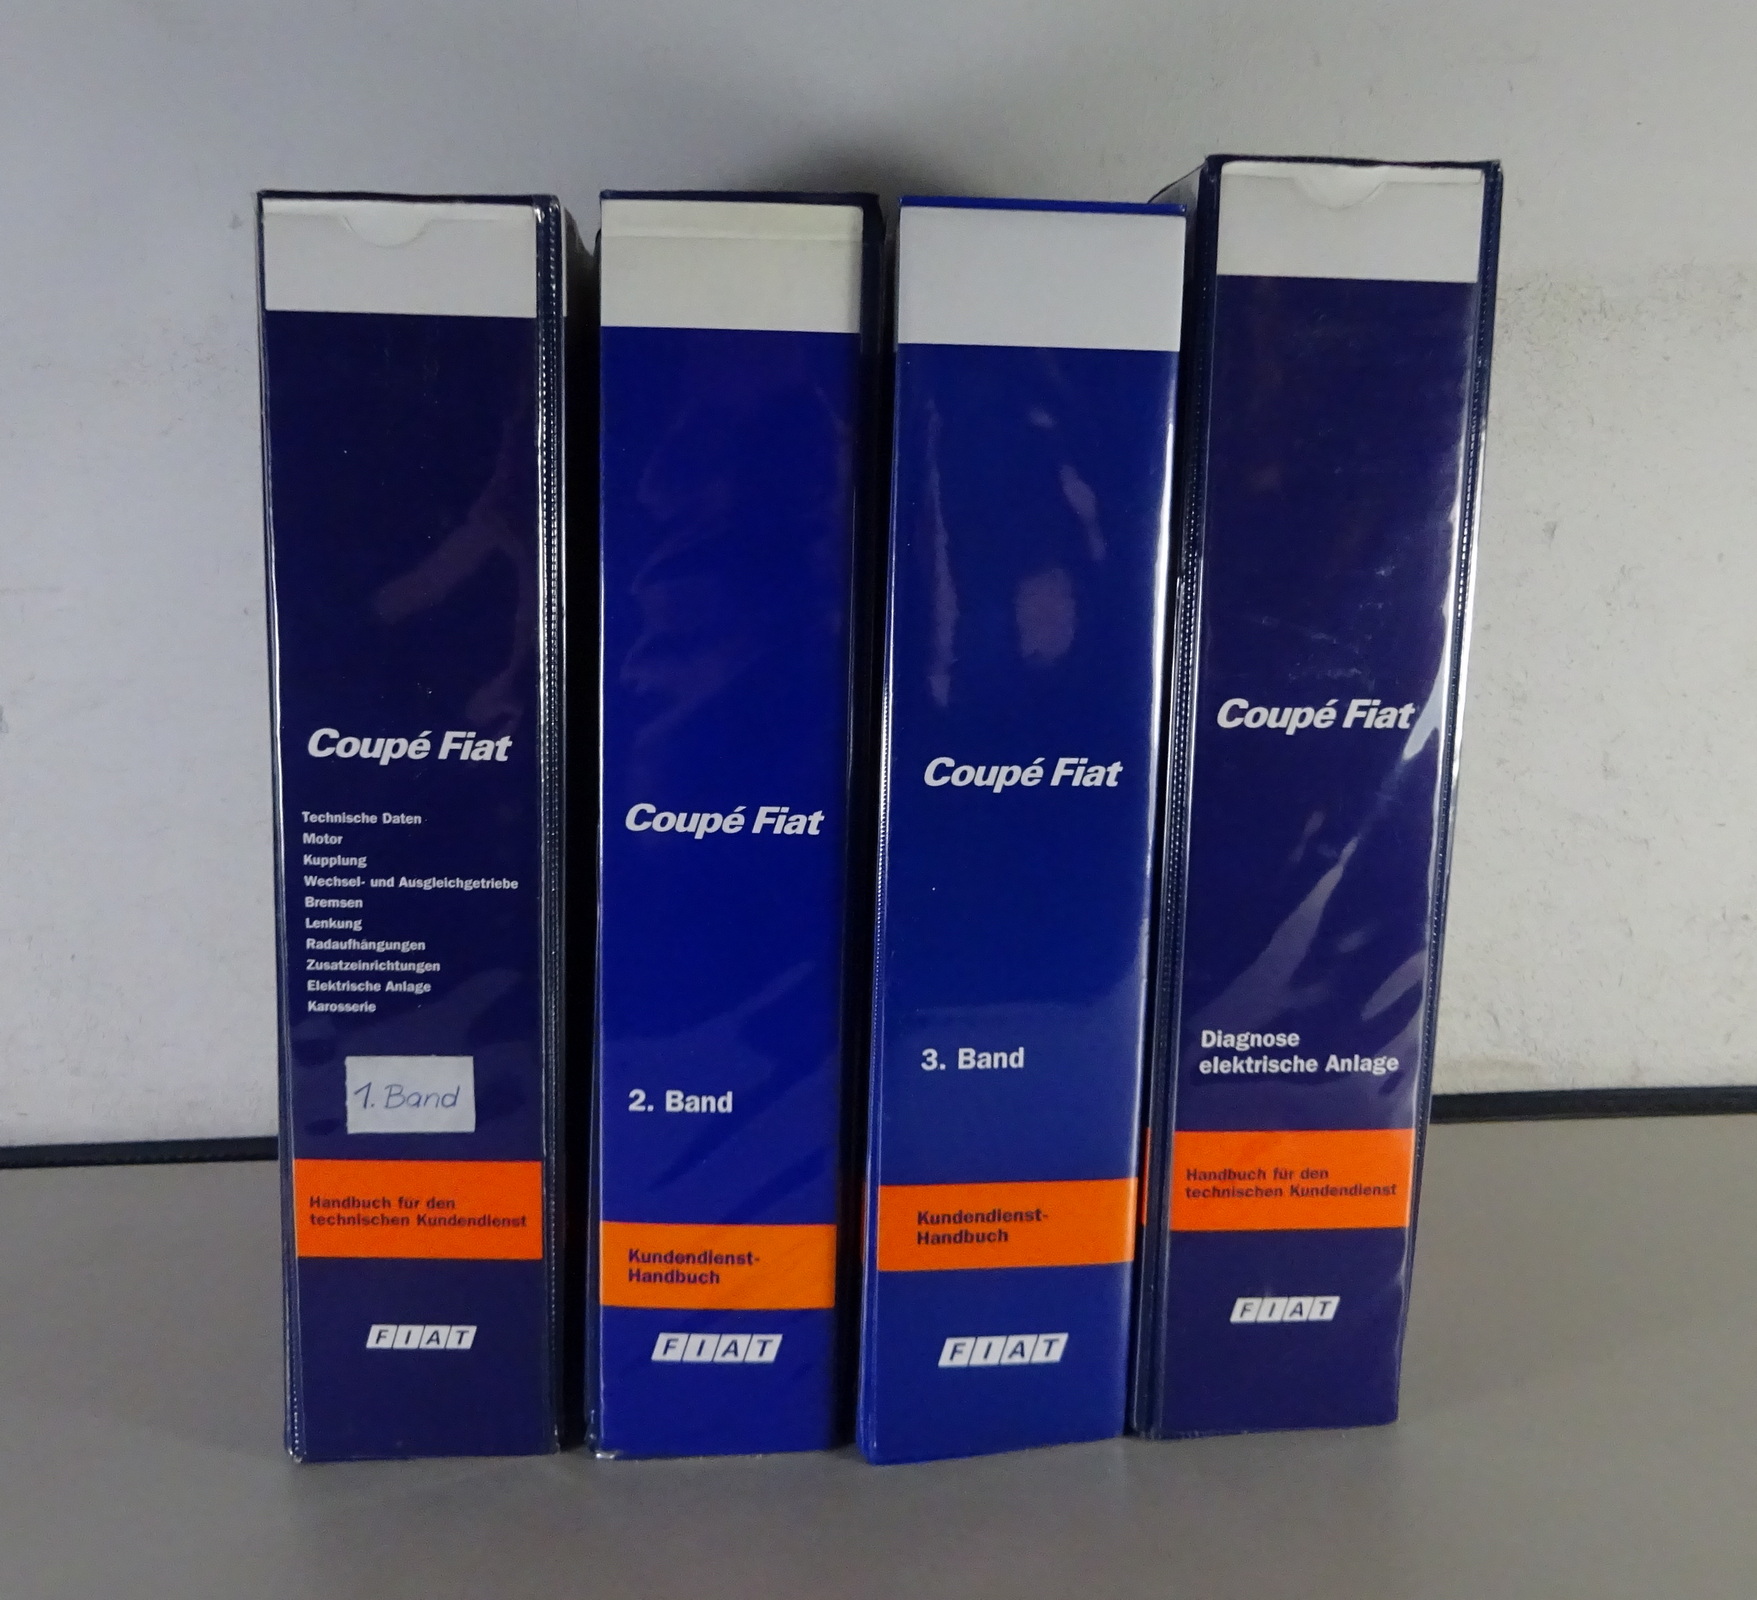 Coupé Fiat
Technische Daten
Motor
Kupplung
Wechsel- und Ausgleichgetriebe
Bremsen
Lenkung
Radaufhängungen
Zusatzeinrichtungen
Elektrische Anlage
Karosserie
1. Band
Handbuch für den
technischen Kundendienst
FIAT
Coupé Fiat
2. Band
Kundendienst-
Handbuch
FIAT
Coupé Fiat
3. Band
Kundendienst-
Handbuch
FIAT
Coupé Fiat
Diagnose
elektrische Anlage
Handbuch für den
technischen Kundendienst
FIAT